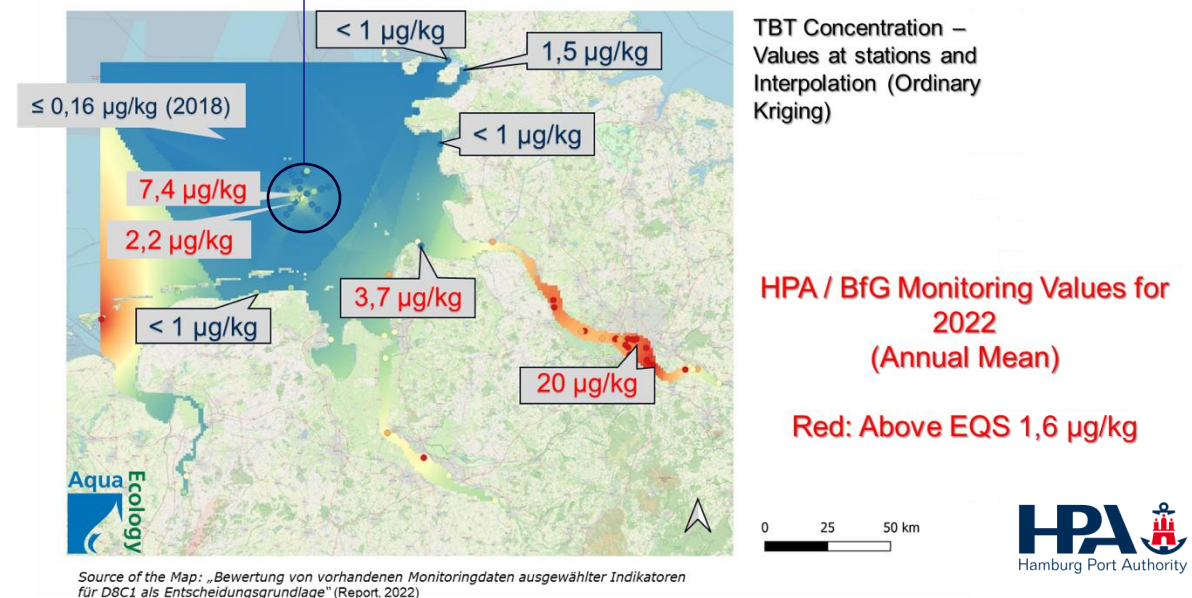 < 1 µg/kg
1,5 µg/kg
≤ 0,16 µg/kg (2018)
< 1 µg/kg
7,4 µg/kg
2,2 µg/kg
3,7 µg/kg
< 1 µg/kg
20 µg/kg
TBT Concentration –
Values at stations and
Interpolation (Ordinary
Kriging)
HPA / BfG Monitoring Values for
2022
(Annual Mean)
Red: Above EQS 1,6 µg/kg
Aqua
Ecology
0 25 50 km
HPA
Hamburg Port Authority
Source of the Map: „Bewertung von vorhandenen Monitoringdaten ausgewählter Indikatoren
für D8C1 als Entscheidungsgrundlage“ (Report, 2022)